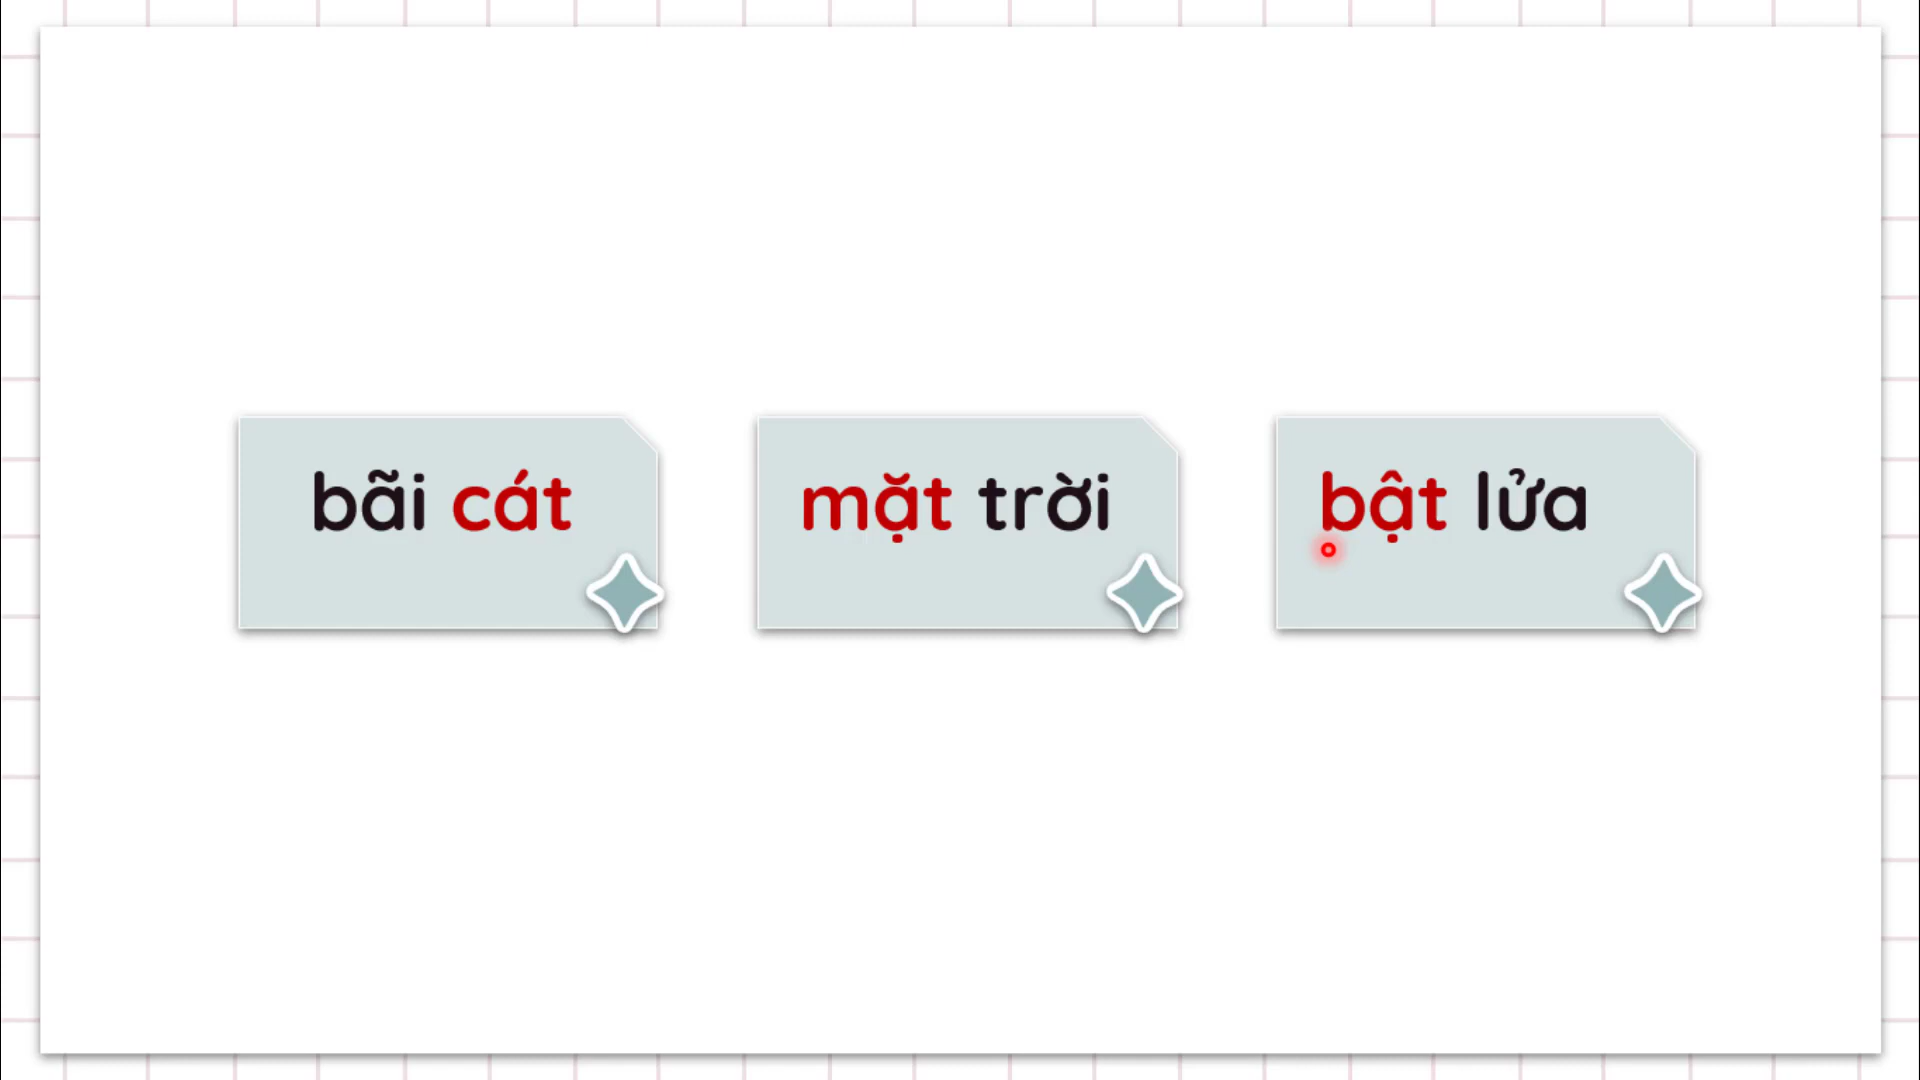 bãi cát
mặt trời
bật lửa